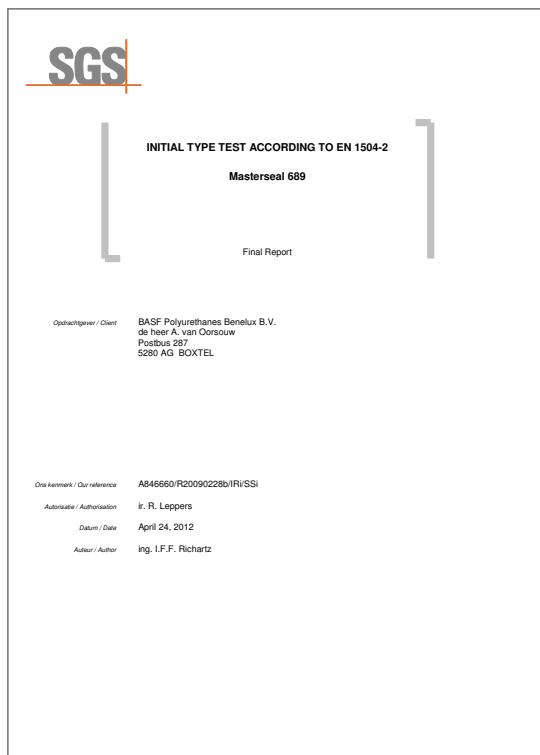 SGS
INITIAL TYPE TEST ACCORDING TO EN 1504-2
Masterseal 689
Final Report
Opdrachtgever / Client BASF Polyurethanes Benelux B.V.
de heer A. van Oorsouw
Postbus 287
5280 AG BOXTEL
Ons kenmerk / Our reference A846660/R20090228b/IRi/SSi
Autorisatie / Authorisation ir. R. Leppers
Datum / Date April 24, 2012
Auteur / Author ing. I.F.F. Richartz